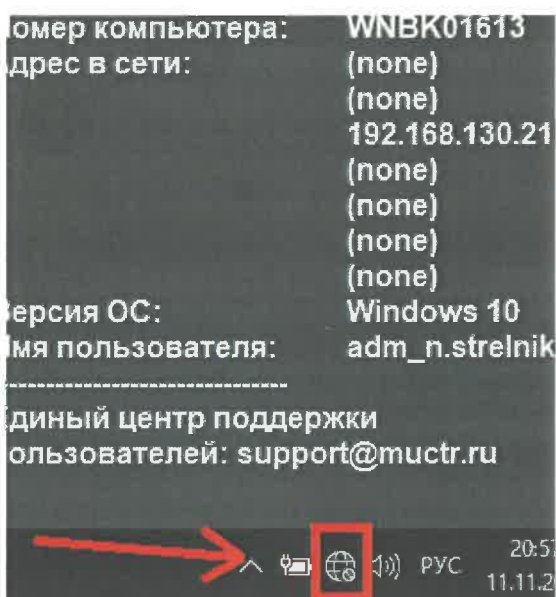 омер компьютера: WNBK01613
дрес в сети: (none)
(none)
192.168.130.21
(none)
(none)
(none)
(none)
ерсия ОС: Windows 10
мя пользователя: adm_n.strelnik
------------------------------
диный центр поддержки
ользователей: support@muctr.ru
РУС
20:57
11.11.2